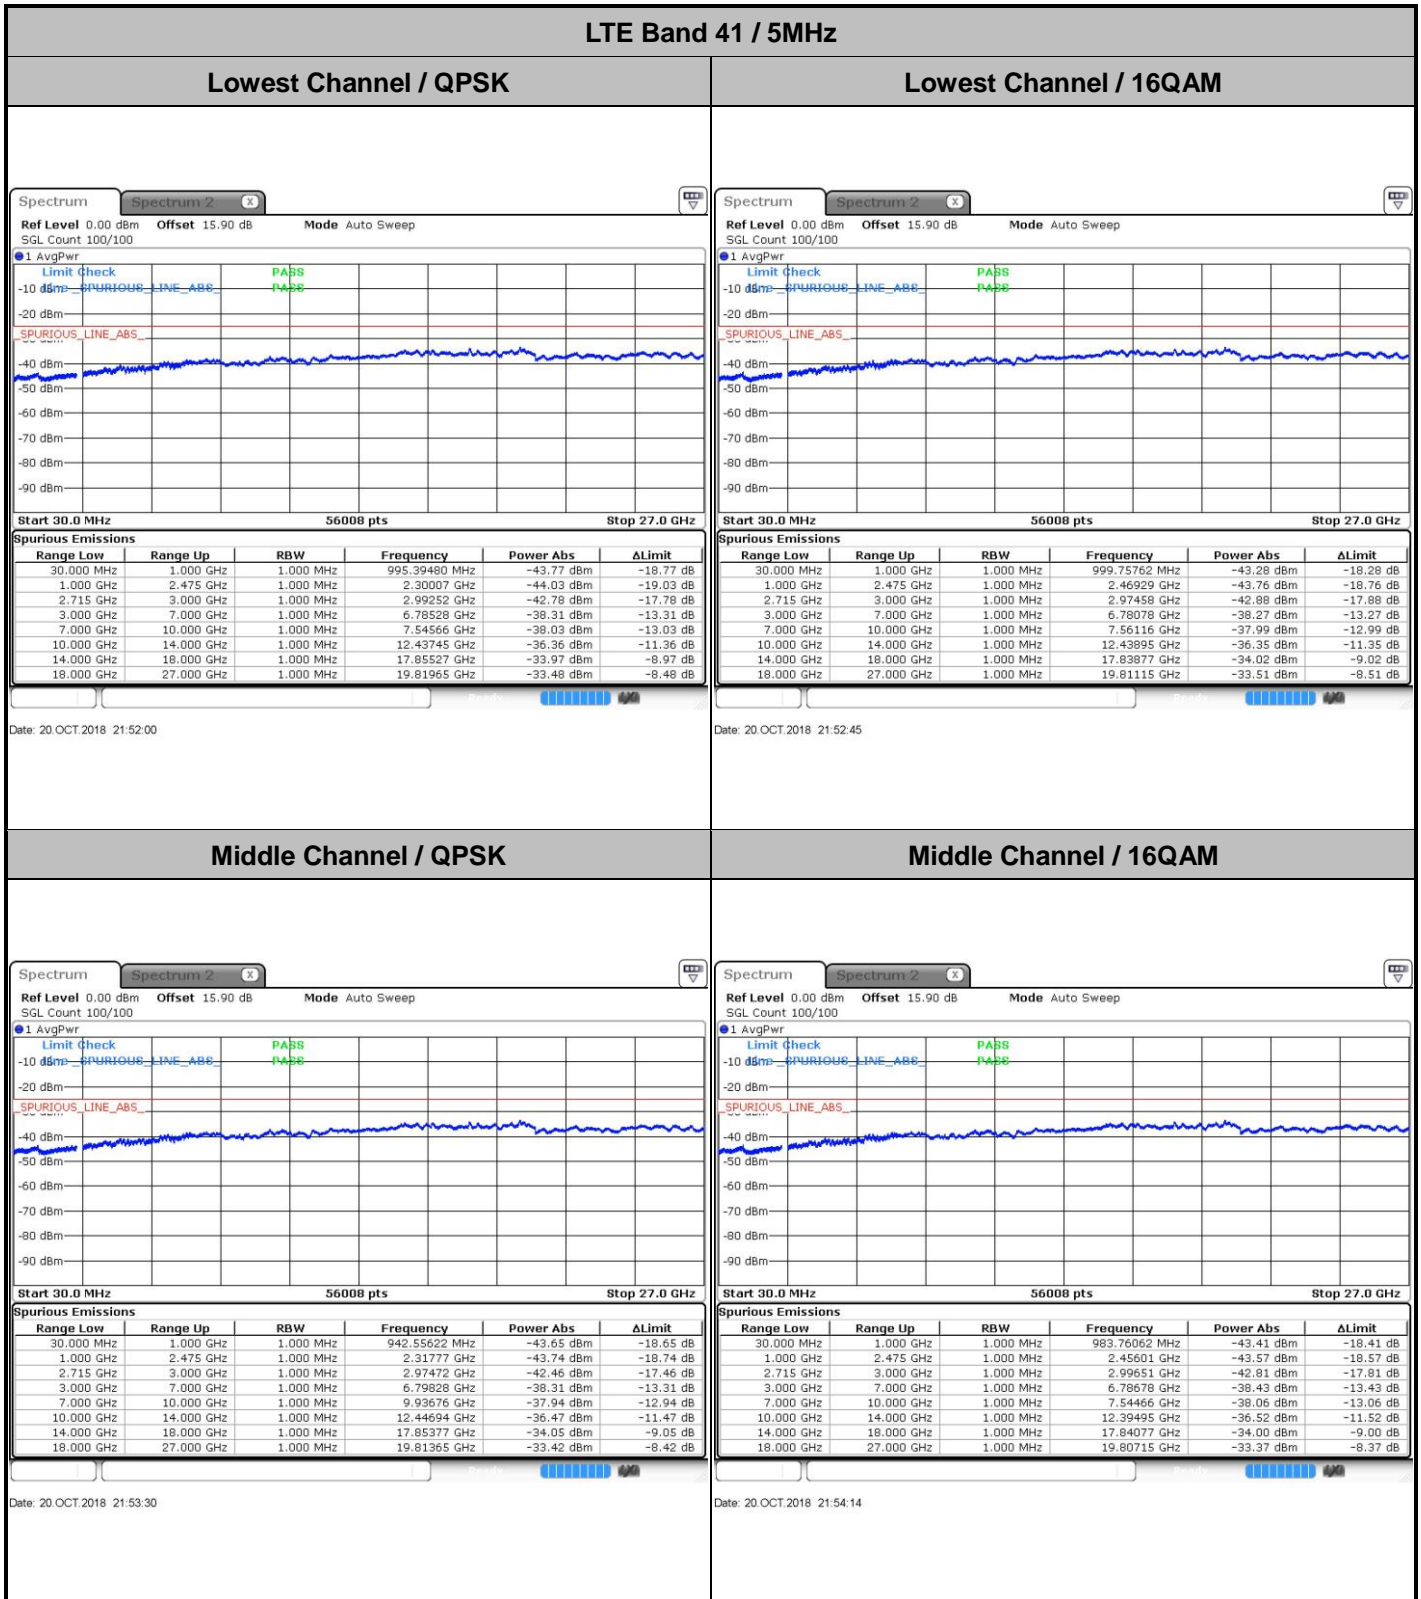 LTE Band 41 / 5MHz
Lowest Channel / QPSK
Lowest Channel / 16QAM
Spectrum
Spectrum 2
Ref Level 0.00 dBm Offset 15.90 dB Mode Auto Sweep
SGL Count 100/100
1 AvgPwr
Limit Check PASS
Line _SPURIOUS_LINE_ABS_ PASS
-10 dBm
-20 dBm
_SPURIOUS_LINE_ABS_
-40 dBm
-50 dBm
-60 dBm
-70 dBm
-80 dBm
-90 dBm
Start 30.0 MHz 56008 pts Stop 27.0 GHz
Spurious Emissions
Range Low Range Up RBW Frequency Power Abs ΔLimit
30.000 MHz 1.000 GHz 1.000 MHz 995.39480 MHz -43.77 dBm -18.77 dB
1.000 GHz 2.475 GHz 1.000 MHz 2.30007 GHz -44.03 dBm -19.03 dB
2.715 GHz 3.000 GHz 1.000 MHz 2.99252 GHz -42.78 dBm -17.78 dB
3.000 GHz 7.000 GHz 1.000 MHz 6.78528 GHz -38.31 dBm -13.31 dB
7.000 GHz 10.000 GHz 1.000 MHz 7.54566 GHz -38.03 dBm -13.03 dB
10.000 GHz 14.000 GHz 1.000 MHz 12.43745 GHz -36.36 dBm -11.36 dB
14.000 GHz 18.000 GHz 1.000 MHz 17.85527 GHz -33.97 dBm -8.97 dB
18.000 GHz 27.000 GHz 1.000 MHz 19.81965 GHz -33.48 dBm -8.48 dB
Date: 20.OCT.2018 21:52:00
Spectrum
Spectrum 2
Ref Level 0.00 dBm Offset 15.90 dB Mode Auto Sweep
SGL Count 100/100
1 AvgPwr
Limit Check PASS
Line _SPURIOUS_LINE_ABS_ PASS
-10 dBm
-20 dBm
_SPURIOUS_LINE_ABS_
-40 dBm
-50 dBm
-60 dBm
-70 dBm
-80 dBm
-90 dBm
Start 30.0 MHz 56008 pts Stop 27.0 GHz
Spurious Emissions
Range Low Range Up RBW Frequency Power Abs ΔLimit
30.000 MHz 1.000 GHz 1.000 MHz 999.75762 MHz -43.28 dBm -18.28 dB
1.000 GHz 2.475 GHz 1.000 MHz 2.46929 GHz -43.76 dBm -18.76 dB
2.715 GHz 3.000 GHz 1.000 MHz 2.97458 GHz -42.88 dBm -17.88 dB
3.000 GHz 7.000 GHz 1.000 MHz 6.78078 GHz -38.27 dBm -13.27 dB
7.000 GHz 10.000 GHz 1.000 MHz 7.56116 GHz -37.99 dBm -12.99 dB
10.000 GHz 14.000 GHz 1.000 MHz 12.43895 GHz -36.35 dBm -11.35 dB
14.000 GHz 18.000 GHz 1.000 MHz 17.83877 GHz -34.02 dBm -9.02 dB
18.000 GHz 27.000 GHz 1.000 MHz 19.81115 GHz -33.51 dBm -8.51 dB
Date: 20.OCT.2018 21:52:45
Middle Channel / QPSK
Middle Channel / 16QAM
Spectrum
Spectrum 2
Ref Level 0.00 dBm Offset 15.90 dB Mode Auto Sweep
SGL Count 100/100
1 AvgPwr
Limit Check PASS
Line _SPURIOUS_LINE_ABS_ PASS
-10 dBm
-20 dBm
_SPURIOUS_LINE_ABS_
-40 dBm
-50 dBm
-60 dBm
-70 dBm
-80 dBm
-90 dBm
Start 30.0 MHz 56008 pts Stop 27.0 GHz
Spurious Emissions
Range Low Range Up RBW Frequency Power Abs ΔLimit
30.000 MHz 1.000 GHz 1.000 MHz 942.55622 MHz -43.65 dBm -18.65 dB
1.000 GHz 2.475 GHz 1.000 MHz 2.31777 GHz -43.74 dBm -18.74 dB
2.715 GHz 3.000 GHz 1.000 MHz 2.97472 GHz -42.46 dBm -17.46 dB
3.000 GHz 7.000 GHz 1.000 MHz 6.79828 GHz -38.31 dBm -13.31 dB
7.000 GHz 10.000 GHz 1.000 MHz 9.93676 GHz -37.94 dBm -12.94 dB
10.000 GHz 14.000 GHz 1.000 MHz 12.44694 GHz -36.47 dBm -11.47 dB
14.000 GHz 18.000 GHz 1.000 MHz 17.85377 GHz -34.05 dBm -9.05 dB
18.000 GHz 27.000 GHz 1.000 MHz 19.81365 GHz -33.42 dBm -8.42 dB
Date: 20.OCT.2018 21:53:30
Spectrum
Spectrum 2
Ref Level 0.00 dBm Offset 15.90 dB Mode Auto Sweep
SGL Count 100/100
1 AvgPwr
Limit Check PASS
Line _SPURIOUS_LINE_ABS_ PASS
-10 dBm
-20 dBm
_SPURIOUS_LINE_ABS_
-40 dBm
-50 dBm
-60 dBm
-70 dBm
-80 dBm
-90 dBm
Start 30.0 MHz 56008 pts Stop 27.0 GHz
Spurious Emissions
Range Low Range Up RBW Frequency Power Abs ΔLimit
30.000 MHz 1.000 GHz 1.000 MHz 983.76062 MHz -43.41 dBm -18.41 dB
1.000 GHz 2.475 GHz 1.000 MHz 2.45601 GHz -43.57 dBm -18.57 dB
2.715 GHz 3.000 GHz 1.000 MHz 2.99651 GHz -42.81 dBm -17.81 dB
3.000 GHz 7.000 GHz 1.000 MHz 6.78678 GHz -38.43 dBm -13.43 dB
7.000 GHz 10.000 GHz 1.000 MHz 7.54466 GHz -38.06 dBm -13.06 dB
10.000 GHz 14.000 GHz 1.000 MHz 12.39495 GHz -36.52 dBm -11.52 dB
14.000 GHz 18.000 GHz 1.000 MHz 17.84077 GHz -34.00 dBm -9.00 dB
18.000 GHz 27.000 GHz 1.000 MHz 19.80715 GHz -33.37 dBm -8.37 dB
Date: 20.OCT.2018 21:54:14